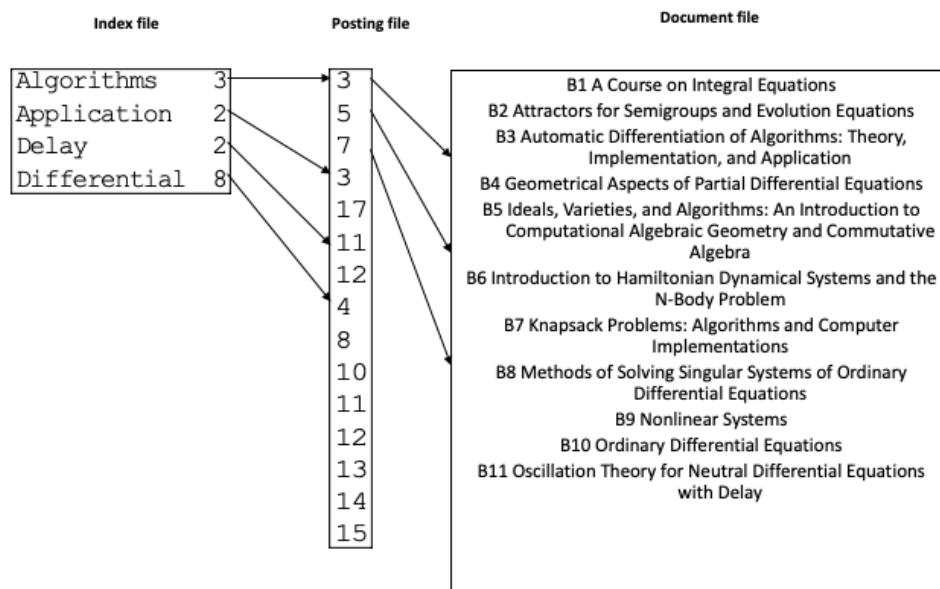 Index file
Posting file
Document file
Algorithms 3
Application 2
Delay 2
Differential 8
3
5
7
3
17
11
12
4
8
10
11
12
13
14
15
B1 A Course on Integral Equations
B2 Attractors for Semigroups and Evolution Equations
B3 Automatic Differentiation of Algorithms: Theory,
Implementation, and Application
B4 Geometrical Aspects of Partial Differential Equations
B5 Ideals, Varieties, and Algorithms: An Introduction to
Computational Algebraic Geometry and Commutative
Algebra
B6 Introduction to Hamiltonian Dynamical Systems and the
N-Body Problem
B7 Knapsack Problems: Algorithms and Computer
Implementations
B8 Methods of Solving Singular Systems of Ordinary
Differential Equations
B9 Nonlinear Systems
B10 Ordinary Differential Equations
B11 Oscillation Theory for Neutral Differential Equations
with Delay